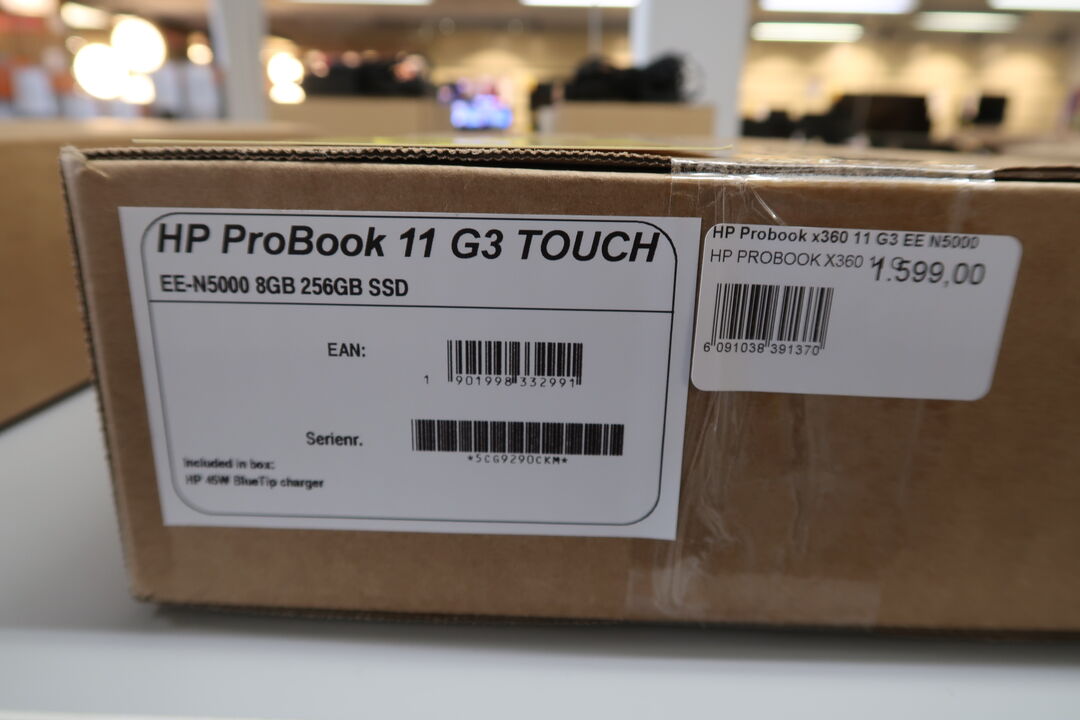 HP ProBook 11 G3 TOUCH
EE-N5000 8GB 256GB SSD
EAN:
1 901998 332991
Serienr.
*5CG9290CKM*
Included in box:
HP 45W BlueTip charger
HP Probook x360 11 G3 EE N5000
HP PROBOOK X360 11 G
1.599,00
6 091038 391370